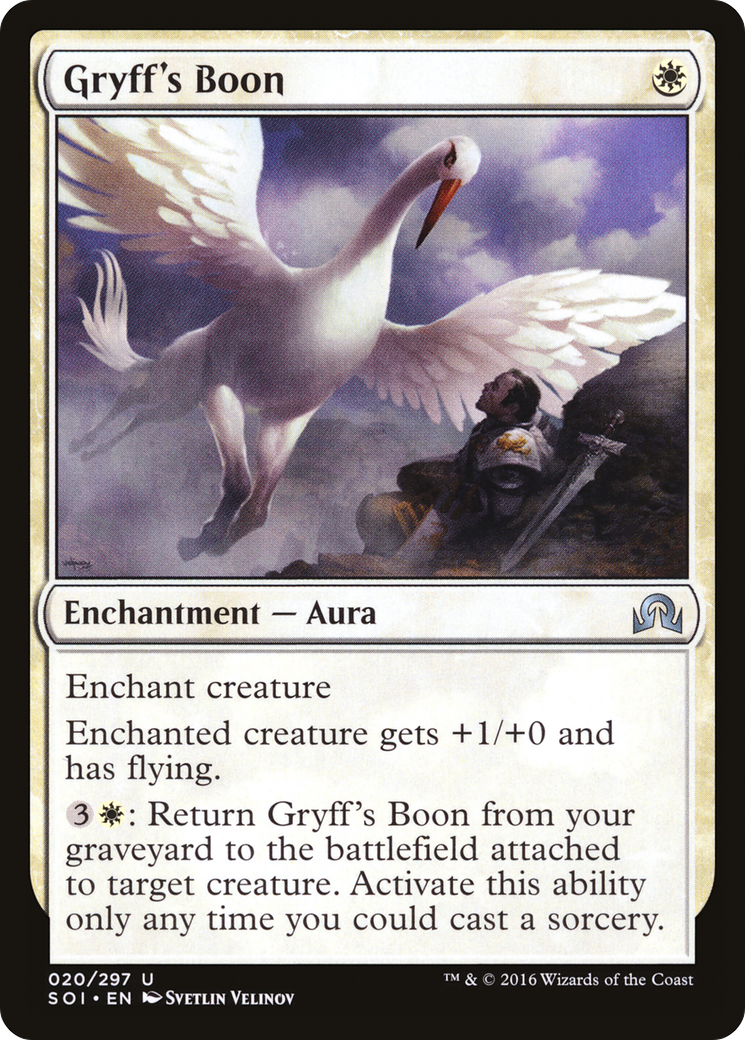 Gryff's Boon
Enchantment — Aura
Enchant creature
Enchanted creature gets +1/+0 and
has flying.
3: Return Gryff's Boon from your
graveyard to the battlefield attached
to target creature. Activate this ability
only any time you could cast a sorcery.
020/297 U
SOI • EN Svetlin Velinov
™ & © 2016 Wizards of the Coast